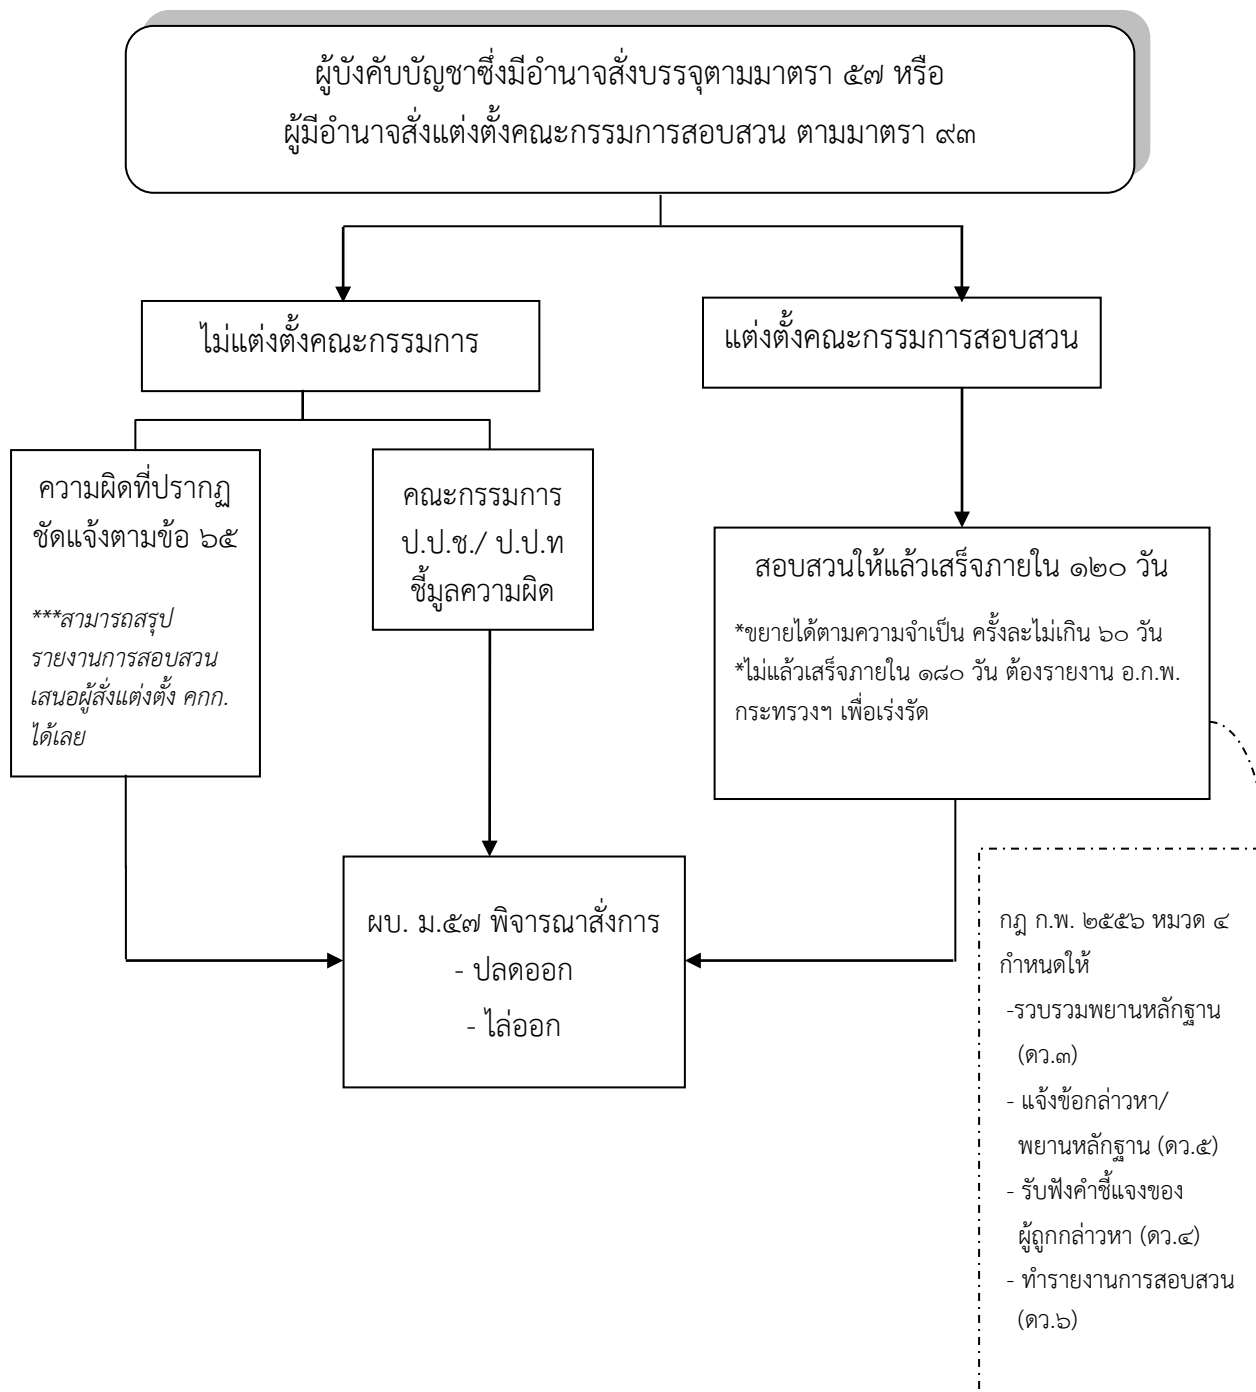 ผู้บังคับบัญชาซึ่งมีอำนาจสั่งบรรจุตามมาตรา ๕๗ หรือ
ผู้มีอำนาจสั่งแต่งตั้งคณะกรรมการสอบสวน ตามมาตรา ๙๓
ไม่แต่งตั้งคณะกรรมการ
แต่งตั้งคณะกรรมการสอบสวน
ความผิดที่ปรากฏ
ชัดแจ้งตามข้อ ๖๕
***สามารถสรุป
รายงานการสอบสวน
เสนอผู้สั่งแต่งตั้ง คกก.
ได้เลย
คณะกรรมการ
ป.ป.ช./ ป.ป.ท
ชี้มูลความผิด
สอบสวนให้แล้วเสร็จภายใน ๑๒๐ วัน
*ขยายได้ตามความจำเป็น ครั้งละไม่เกิน ๖๐ วัน
*ไม่แล้วเสร็จภายใน ๑๘๐ วัน ต้องรายงาน อ.ก.พ.
กระทรวงฯ เพื่อเร่งรัด
ผบ. ม.๕๗ พิจารณาสั่งการ
- ปลดออก
- ไล่ออก
กฎ ก.พ. ๒๕๕๖ หมวด ๔
กำหนดให้
-รวบรวมพยานหลักฐาน
(ดว.๓)
- แจ้งข้อกล่าวหา/
พยานหลักฐาน (ดว.๕)
- รับฟังคำชี้แจงของ
ผู้ถูกกล่าวหา (ดว.๔)
- ทำรายงานการสอบสวน
(ดว.๖)